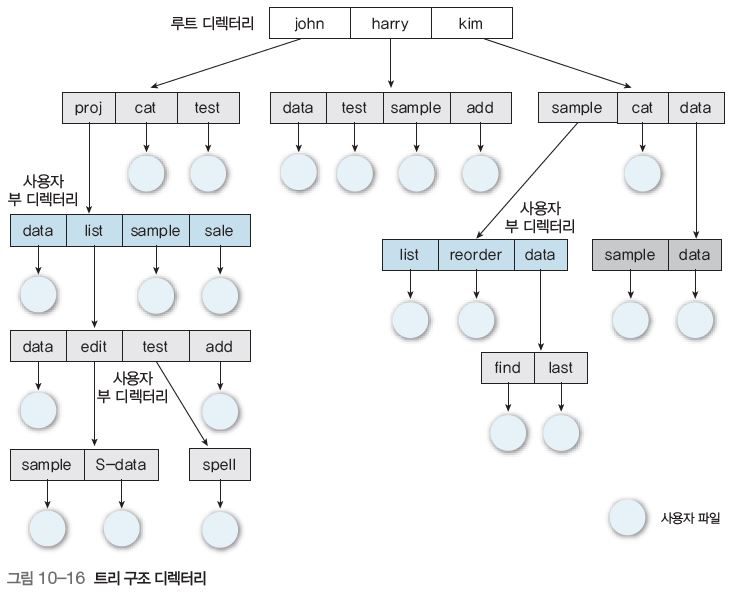 루트 디렉터리
john harry kim
proj cat test
data test sample add
sample cat data
사용자
부 디렉터리
data list sample sale
사용자
부 디렉터리
list reorder data
sample data
data edit test add
사용자
부 디렉터리
find last
sample S-data
spell
사용자 파일
그림 10-16 트리 구조 디렉터리